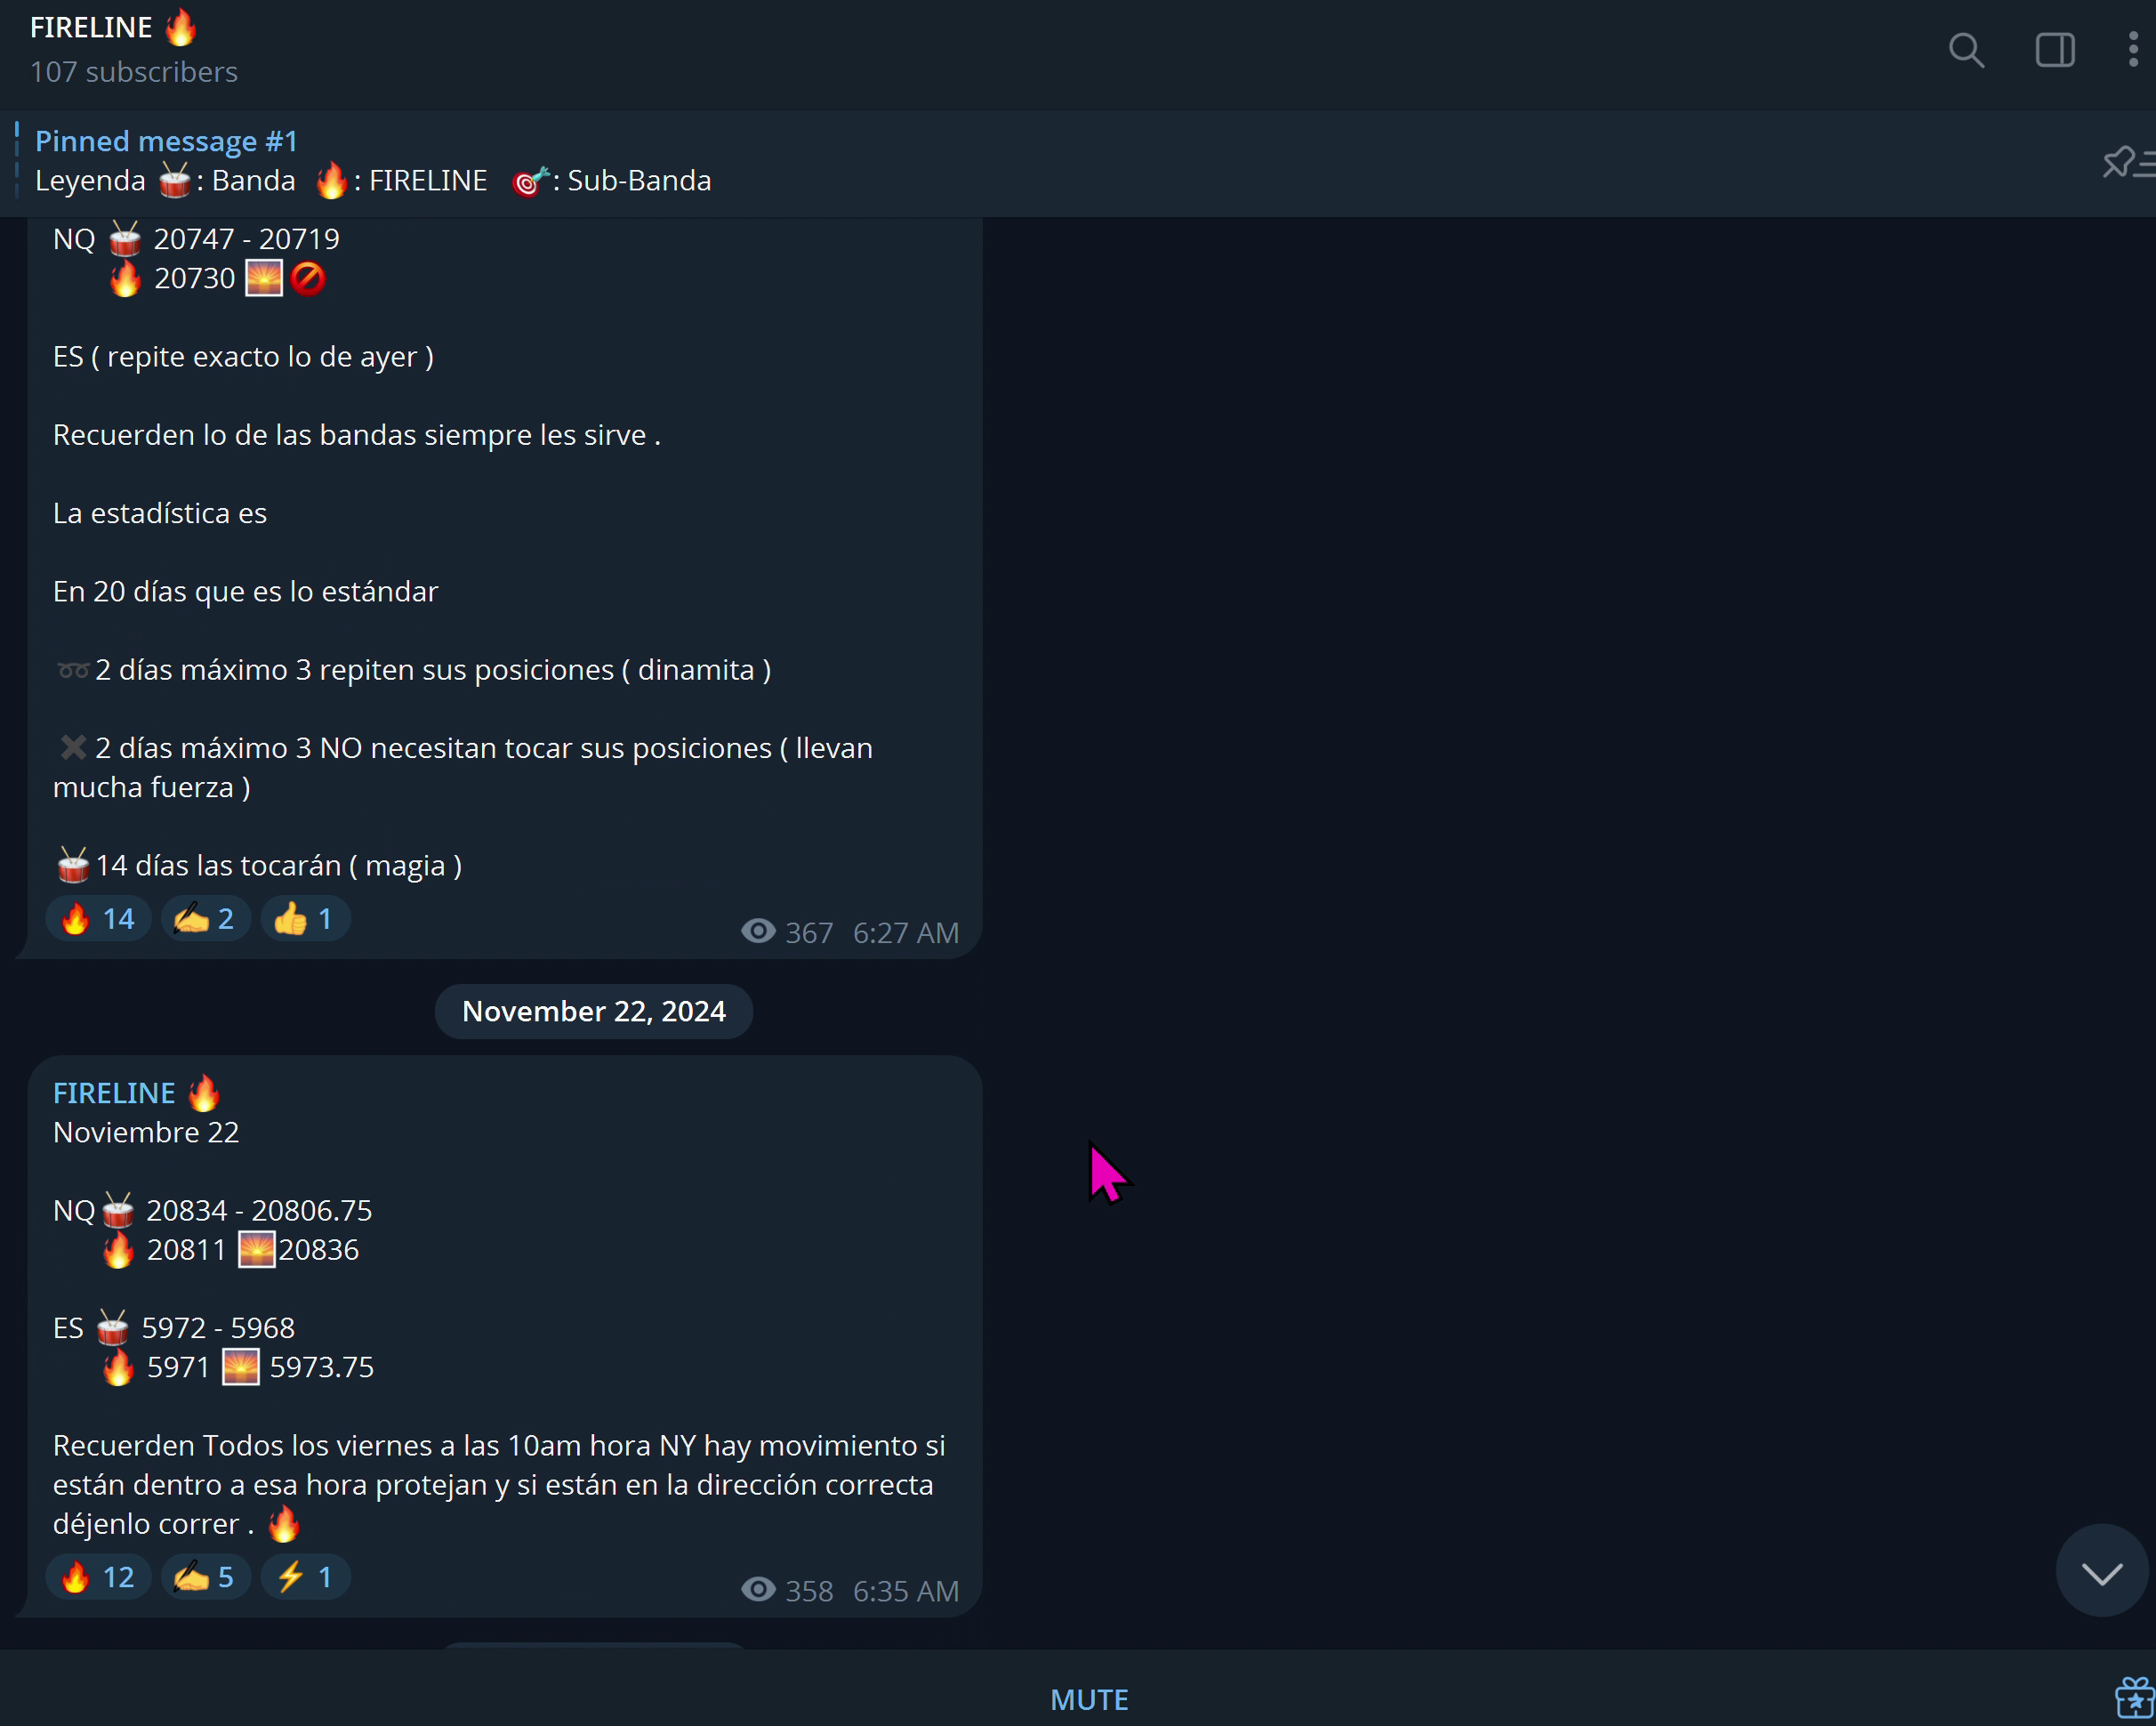 FIRELINE 🔥
107 subscribers
Pinned message #1
Leyenda 🥁: Banda 🔥: FIRELINE 🎯: Sub-Banda
NQ 🥁 20747 - 20719
🔥 20730 🌅🚫
ES ( repite exacto lo de ayer )
Recuerden lo de las bandas siempre les sirve .
La estadística es
En 20 días que es lo estándar
➿2 días máximo 3 repiten sus posiciones ( dinamita )
✖️ 2 días máximo 3 NO necesitan tocar sus posiciones ( llevan
mucha fuerza )
🥁14 días las tocarán ( magia )
🔥 14 ✍️ 2 👍 1
367 6:27 AM
November 22, 2024
FIRELINE 🔥
Noviembre 22
NQ🥁 20834 - 20806.75
🔥 20811 🌅20836
ES 🥁 5972 - 5968
🔥 5971 🌅 5973.75
Recuerden Todos los viernes a las 10am hora NY hay movimiento si
están dentro a esa hora protejan y si están en la dirección correcta
déjenlo correr . 🔥
🔥 12 ✍️ 5 ⚡ 1
358 6:35 AM
MUTE